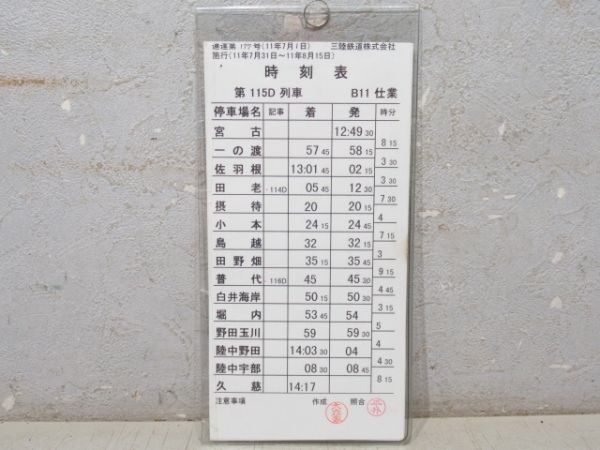 運達第 177号(11年7月1日) 三陸鉄道株式会社
施行(11年7月31日～11年8月15日)
時刻表
第 115D 列車 B11 仕業
停車場名 記事 着 発 時分
宮古 12:49 30
8 15
一の渡 57 45 58 15
3 30
佐羽根 13:01 45 02 15
3 30
田老 114D 05 45 12 30
7 30
摂待 20 20 15
4
小本 24 15 24 45
7 15
島越 32 32 15
3
田野畑 35 15 35 45
9 15
普代 116D 45 45 30
4 45
白井海岸 50 15 50 30
3 15
堀内 53 45 54
5
野田玉川 59 59 30
4
陸中野田 14:03 30 04
4 30
陸中宇部 08 30 08 45
8 15
久慈 14:17
注意事項 作成 照合